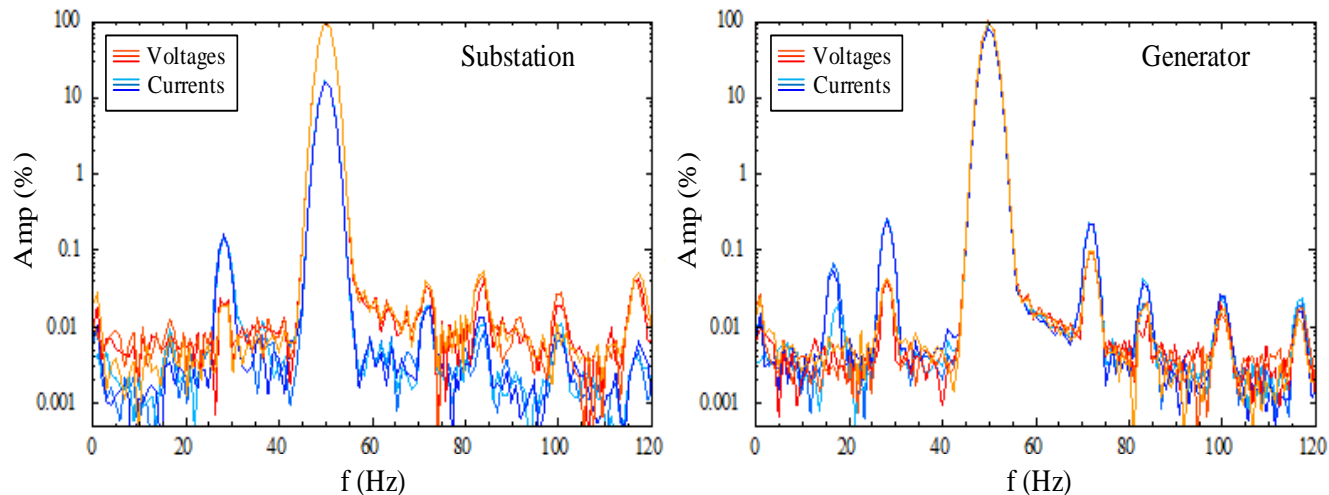 100
10
1
0.1
0.01
0.001
Amp (%)
Voltages
Currents
Substation
0 20 40 60 80 100 120
f (Hz)
100
10
1
0.1
0.01
0.001
Amp (%)
Voltages
Currents
Generator
0 20 40 60 80 100 120
f (Hz)